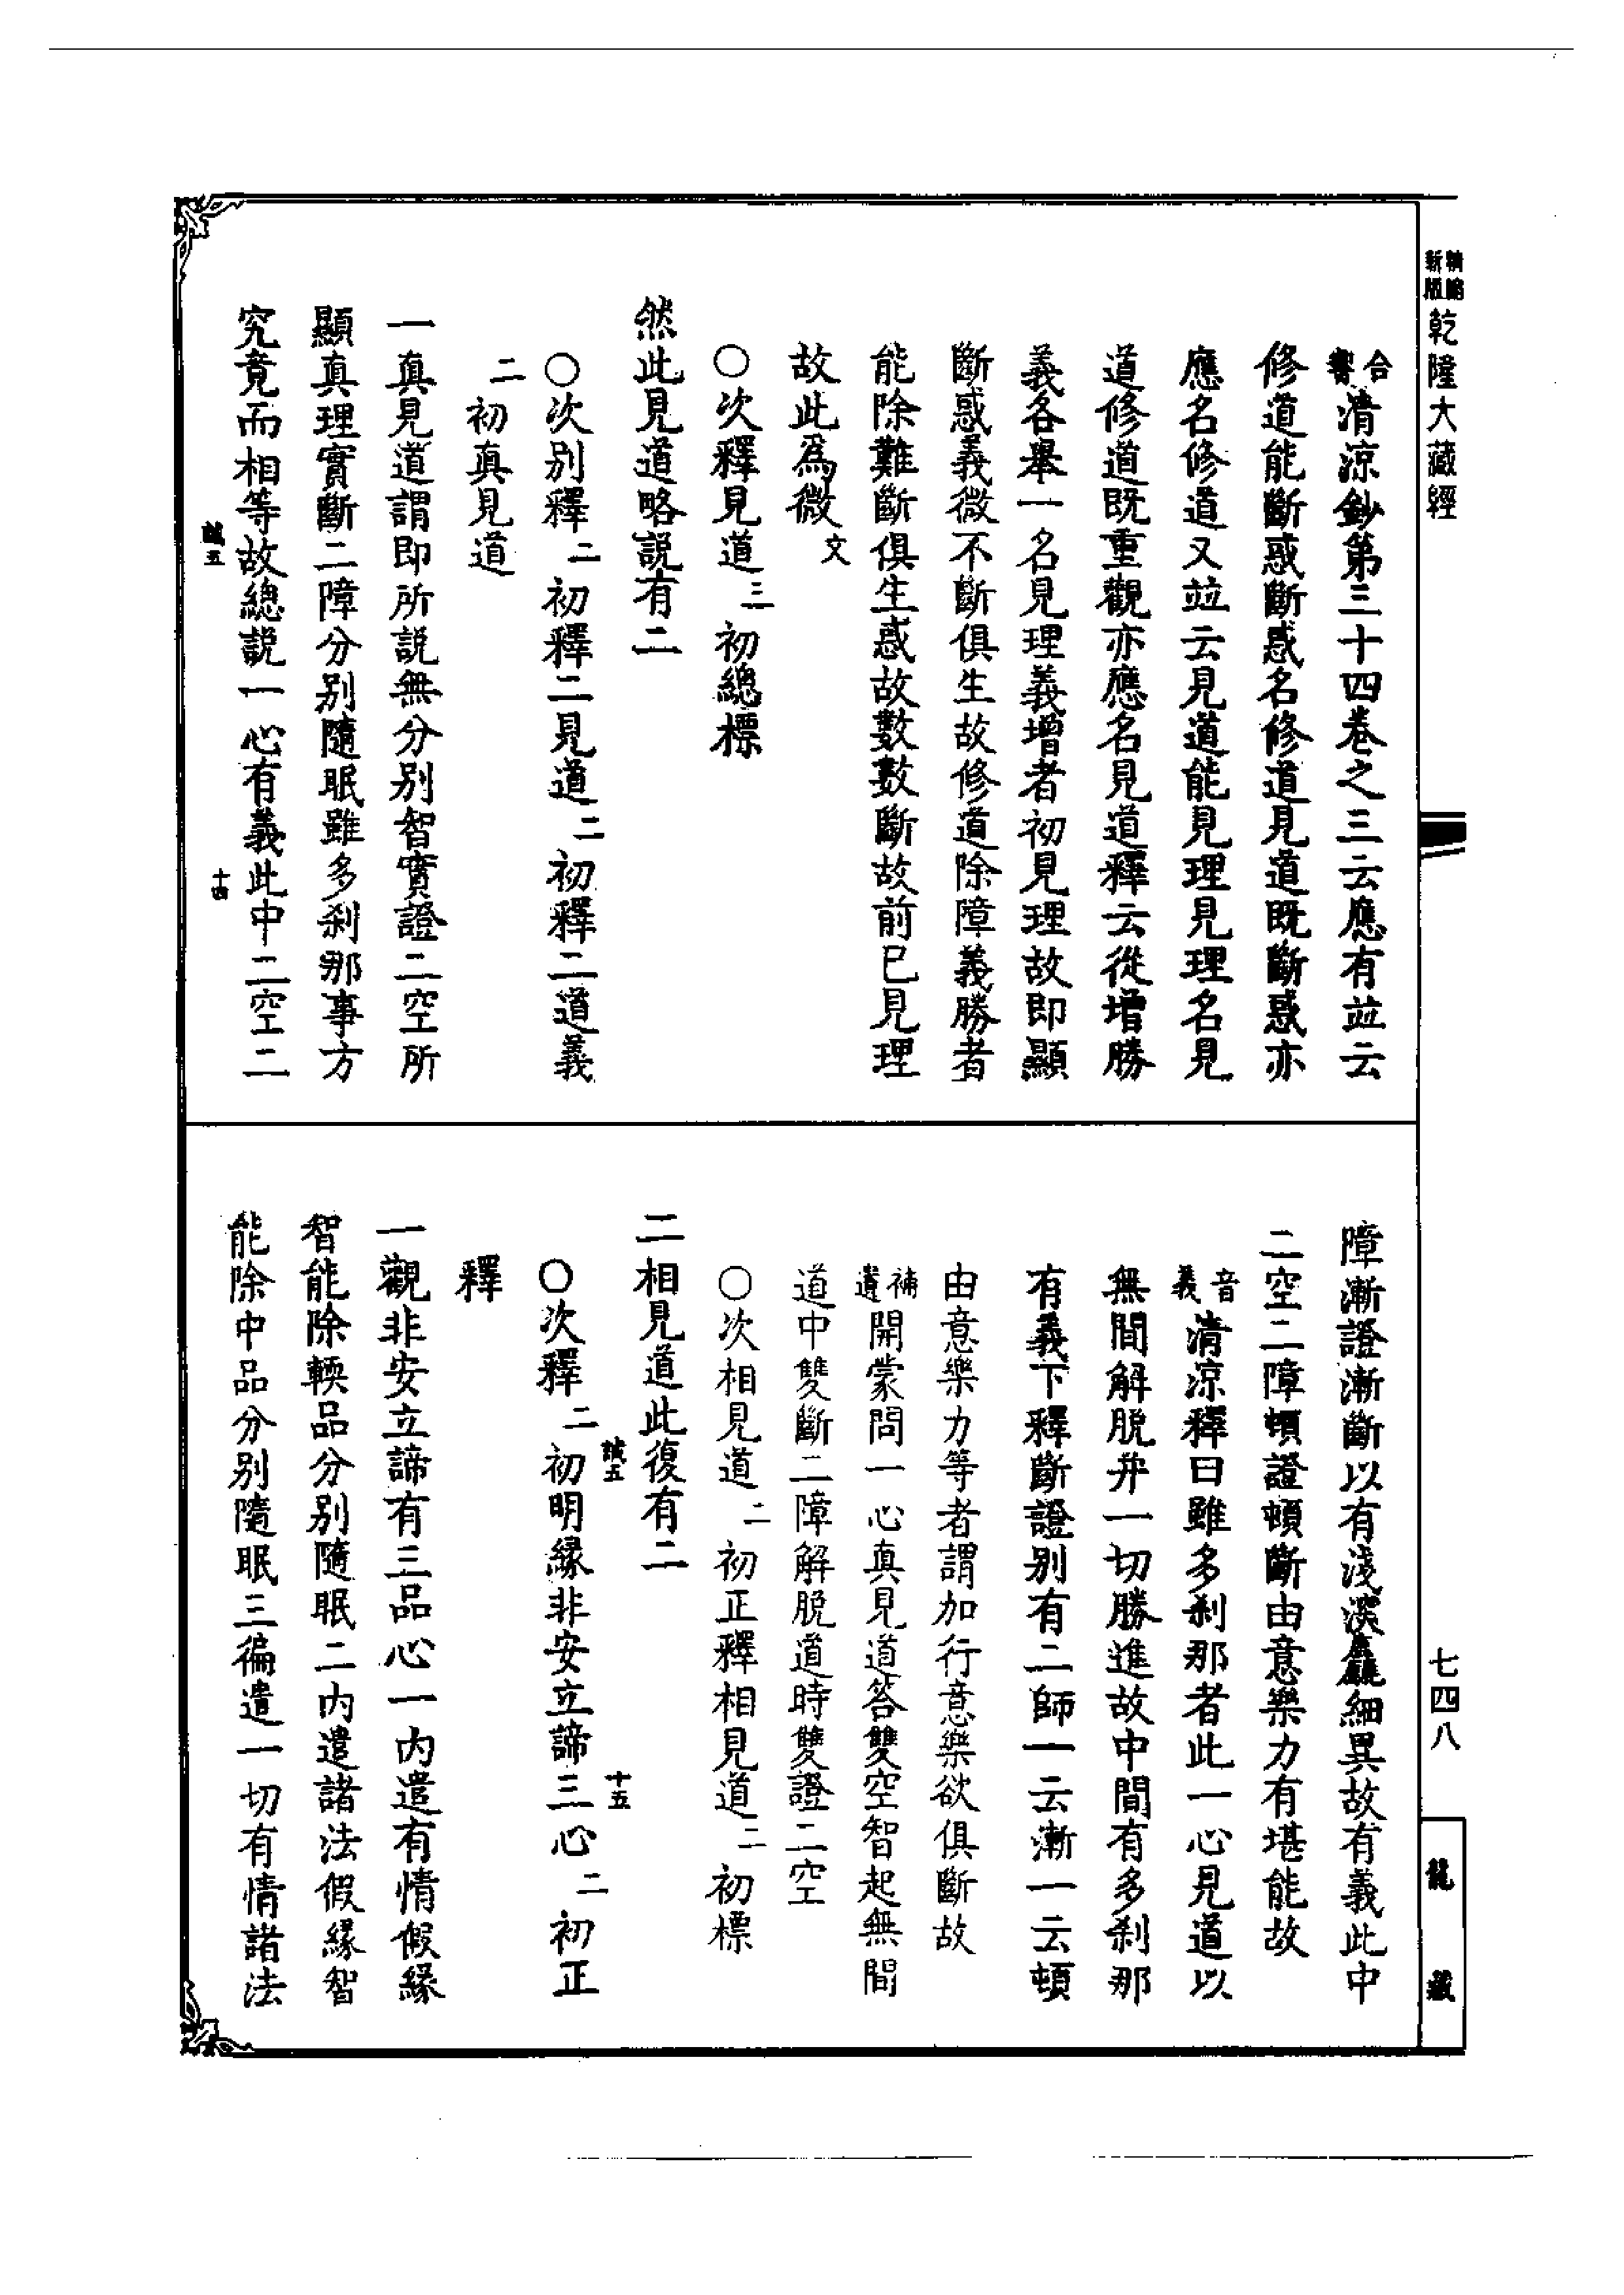 精縮新版乾隆大藏經
合響清涼鈔第三十四卷之三云應有並云
修道能斷惑斷惑名修道見道既斷惑亦
應名修道又並云見道能見理見理名見
道修道既重觀亦應名見道釋云從增勝
義各舉一名見理義增者初見理故即顯
斷惑義微不斷俱生故修道除障義勝者
能除難斷俱生惑故數數斷故前已見理
故此為微文
○次釋見道三初總標
然此見道略說有二
○次別釋二初釋二見道二初釋二道義
二初真見道
一真見道謂即所說無分別智實證二空所
顯真理實斷二障分別隨眠雖多剎那事方
究竟而相等故總說一心有義此中二空二
誠五
十四
障漸證漸斷以有淺深麤細異故有義此中
二空二障頓證頓斷由意樂力有堪能故
音義清涼釋曰雖多剎那者此一心見道以
無間解脫并一切勝進故中間有多剎那
有義下釋斷證別有二師一云漸一云頓
由意樂力等者謂加行意樂欲俱斷故
補遺開蒙問一心真見道答雙空智起無間
道中雙斷二障解脫道時雙證二空
○次相見道二初正釋相見道二初標
二相見道此復有二
誠五
十五
○次釋二初明緣非安立諦三心二初正
釋
一觀非安立諦有三品心一內遣有情假緣
智能除輭品分別隨眠二內遣諸法假緣智
能除中品分別隨眠三徧遣一切有情諸法
七四八
龍藏